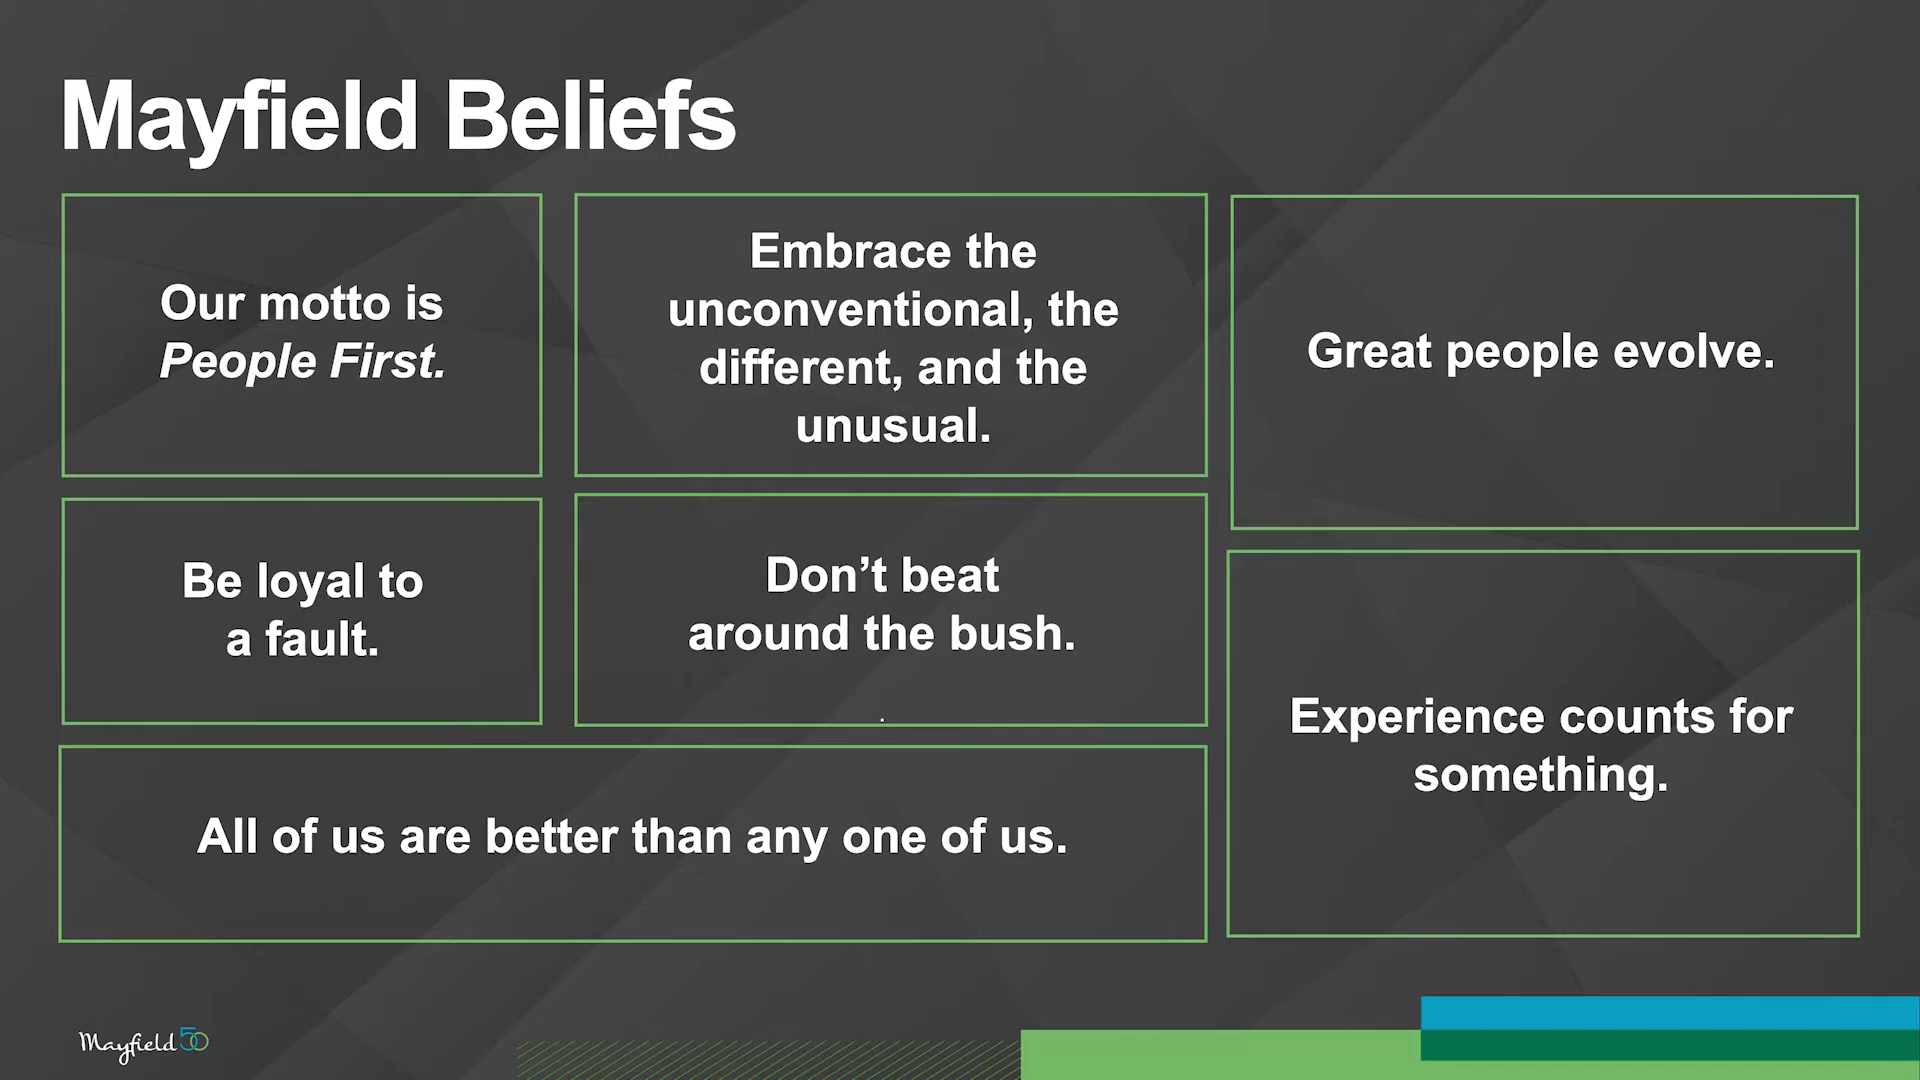 Mayfield Beliefs
Our motto is
People First.
Embrace the
unconventional, the
different, and the
unusual.
Great people evolve.
Be loyal to
a fault.
Don’t beat
around the bush.
.
Experience counts for
something.
All of us are better than any one of us.
Mayfield 50